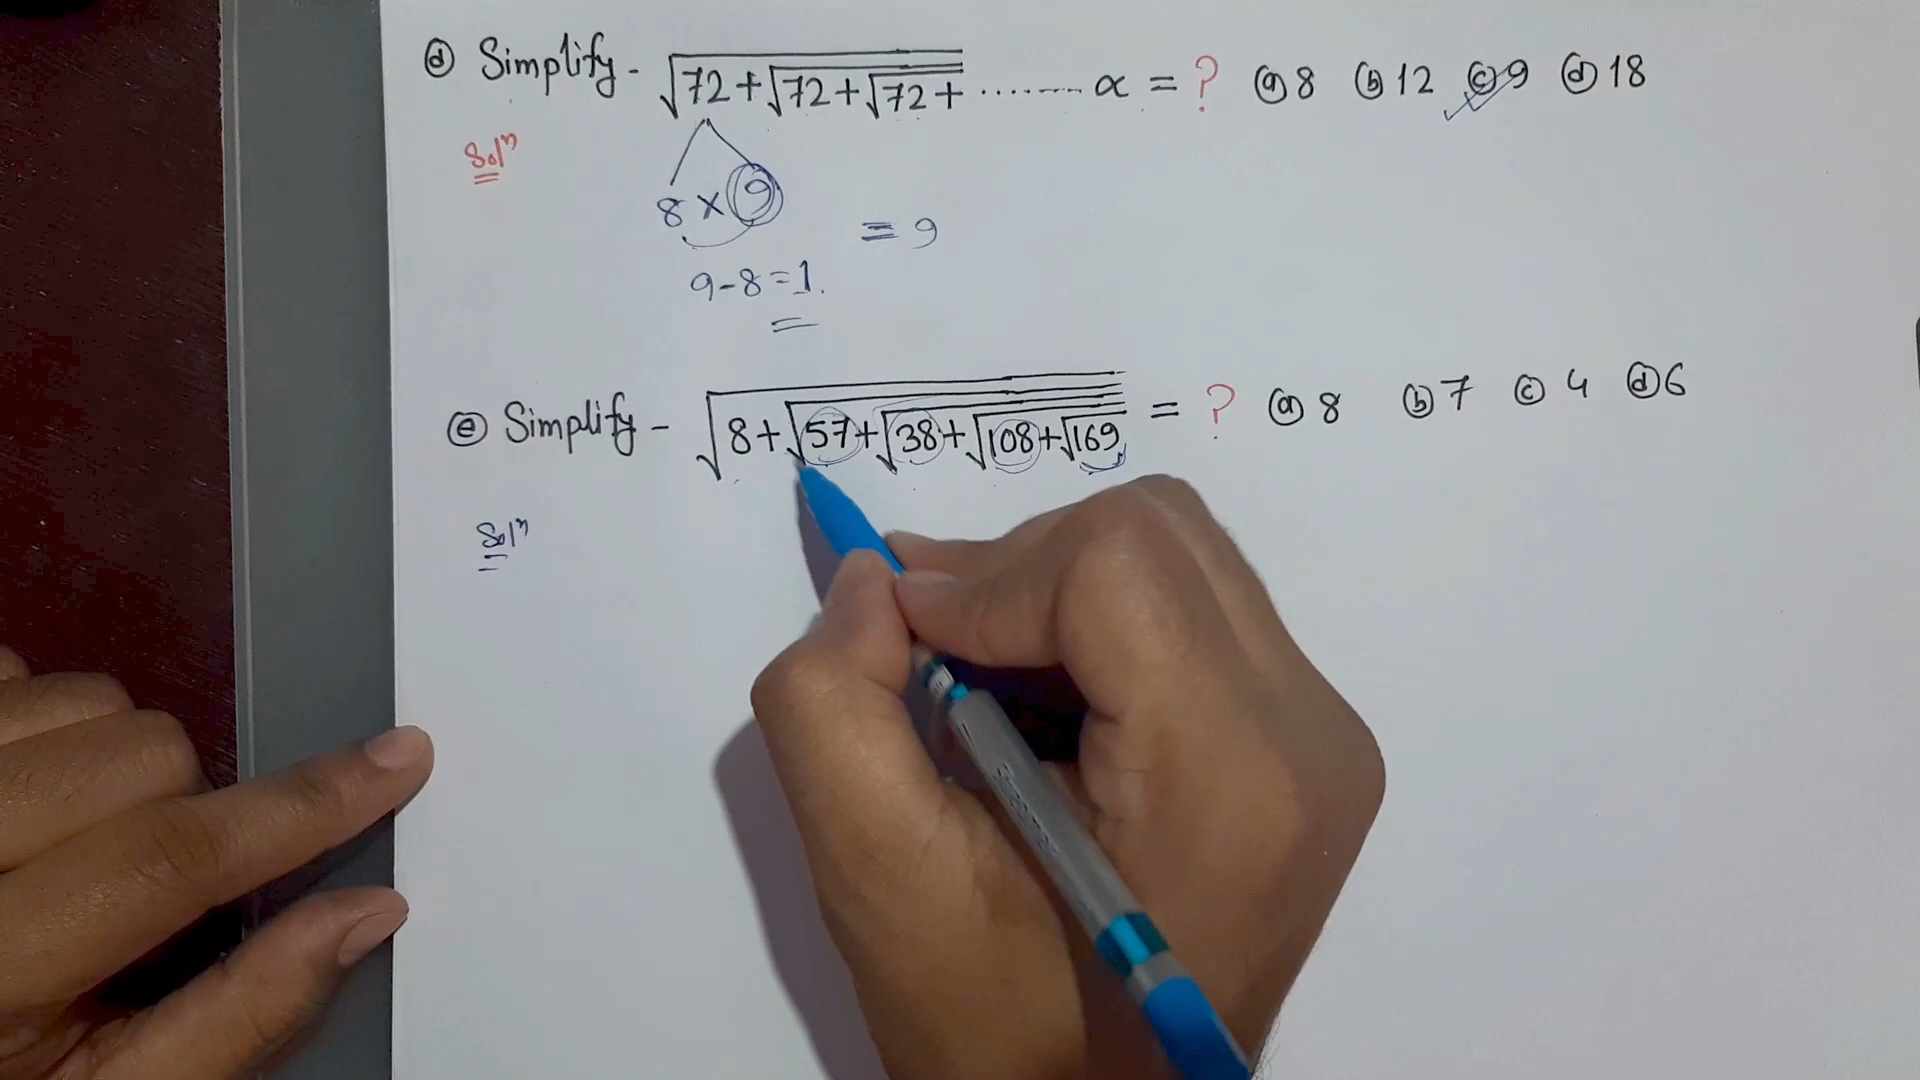 ⓓ Simplify - √72+√72+√72+ ........ α = ? ⓐ 8 ⓑ 12 ⓒ 9 ⓓ 18
Solⁿ
8 × 9
= 9
9-8=1.
ⓔ Simplify - √8+√57+√38+√108+√169 = ? ⓐ 8 ⓑ 7 ⓒ 4 ⓓ 6
Solⁿ